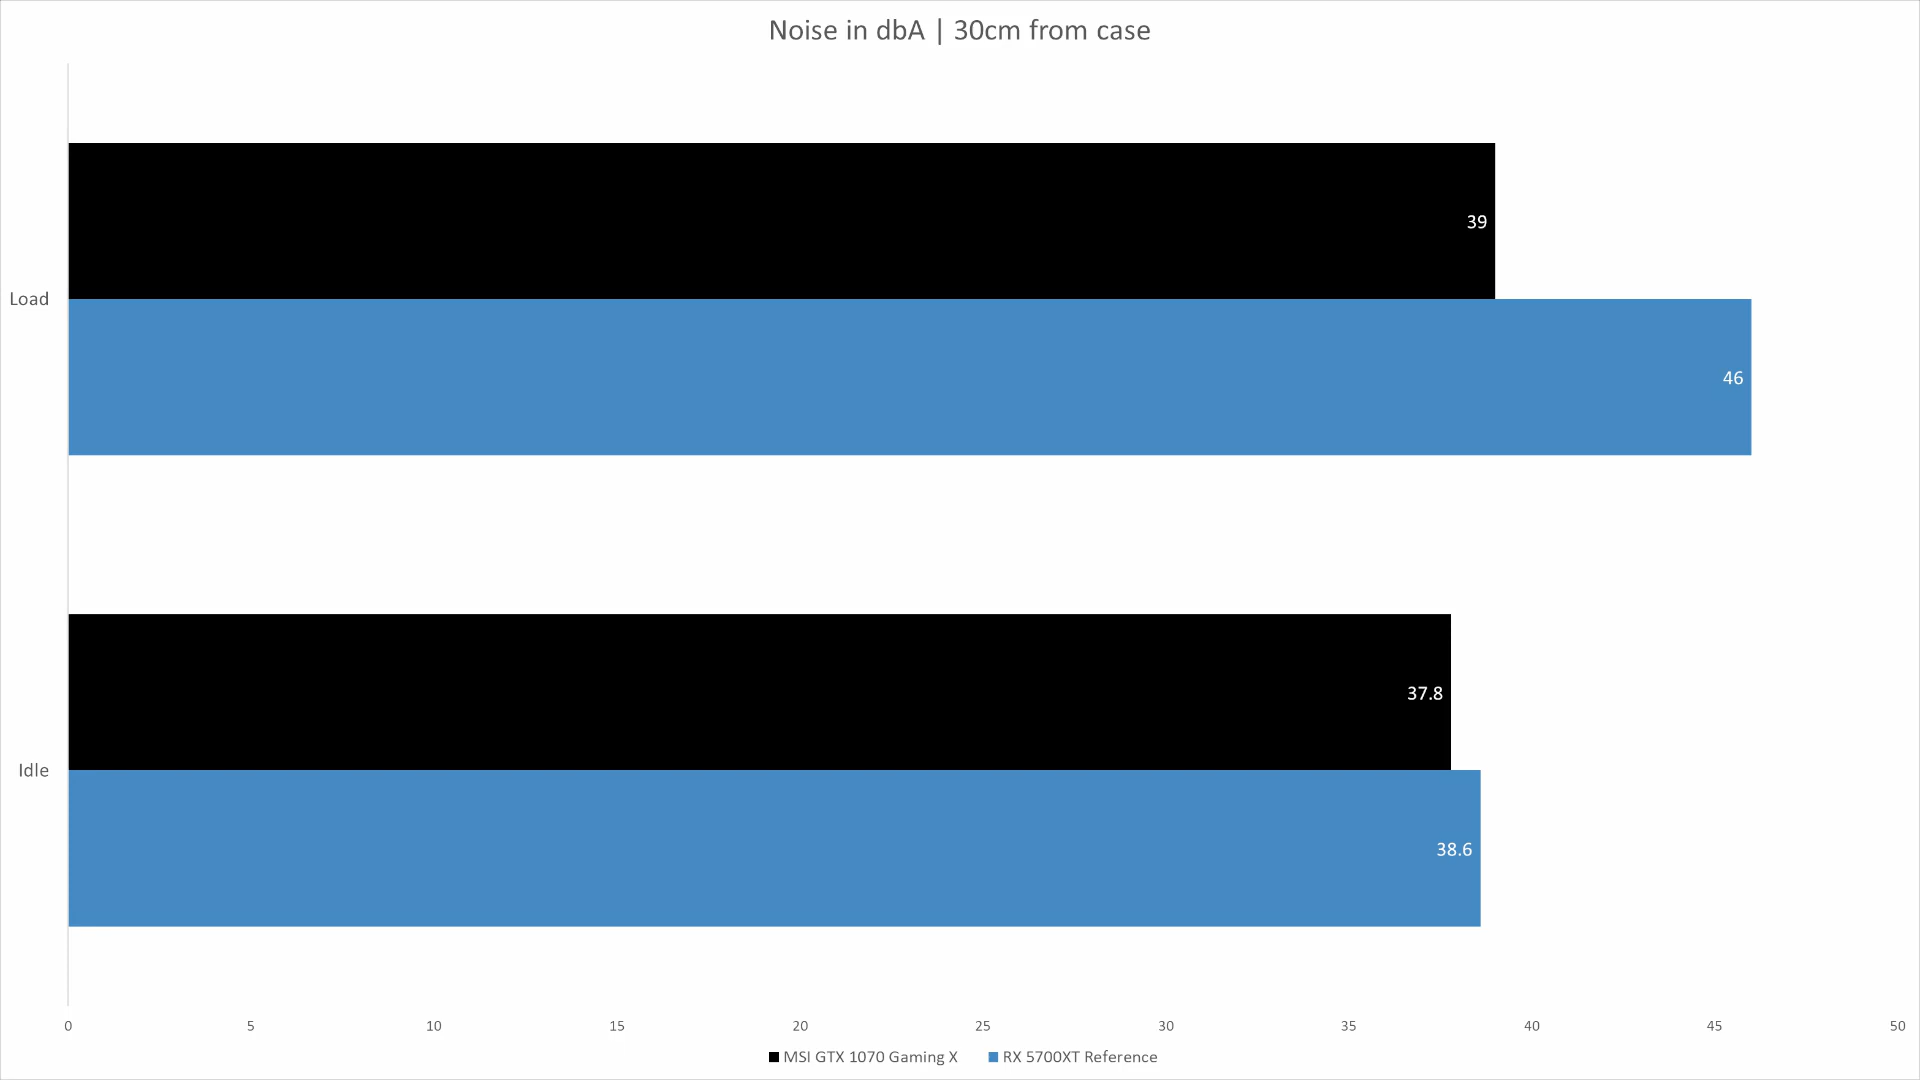 Noise in dbA | 30cm from case
39
Load
46
37.8
Idle
38.6
0 5 10 15 20 25 30 35 40 45 50
MSI GTX 1070 Gaming X RX 5700XT Reference